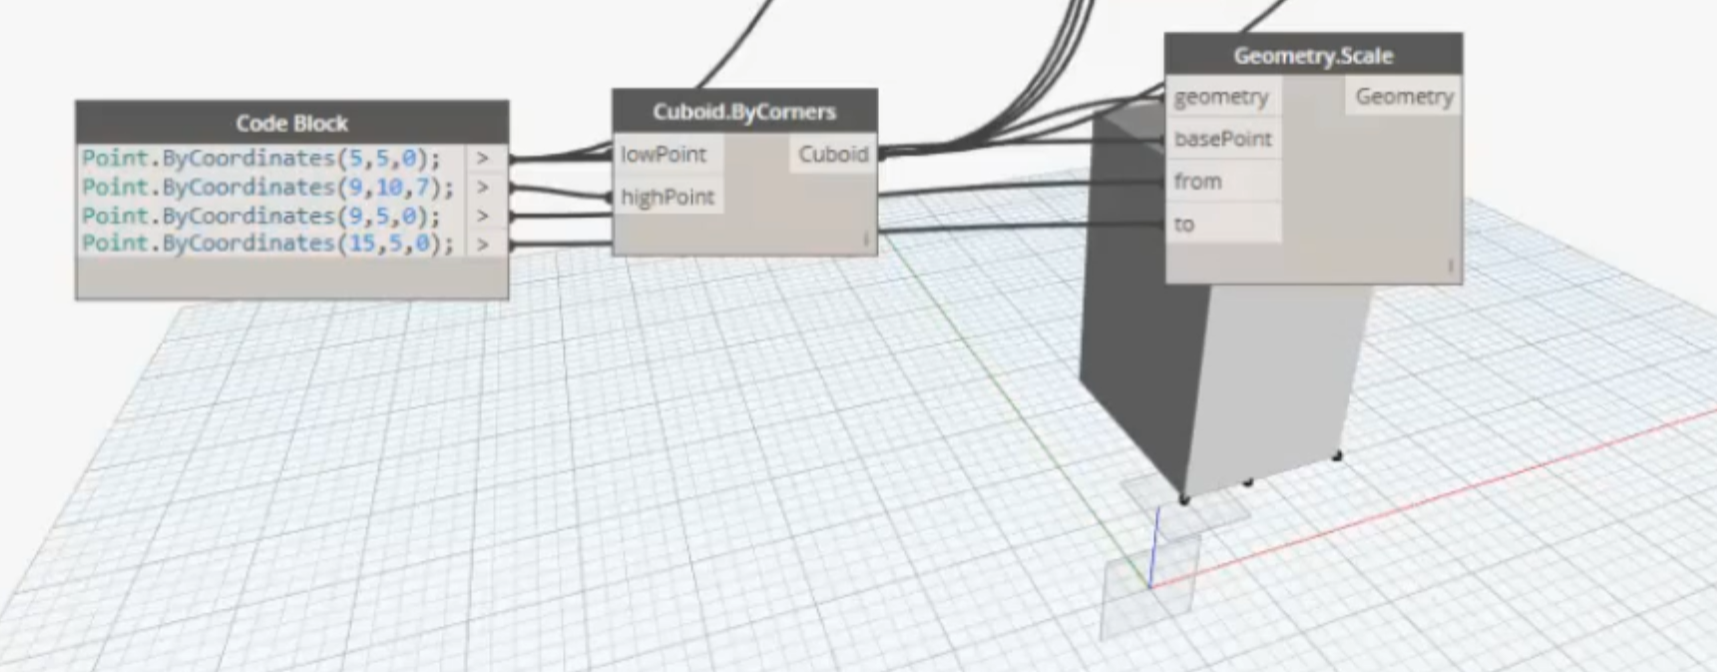 Code Block
Point.ByCoordinates(5,5,0); >
Point.ByCoordinates(9,10,7); >
Point.ByCoordinates(9,5,0); >
Point.ByCoordinates(15,5,0); >
Cuboid.ByCorners
lowPoint Cuboid
highPoint
Geometry.Scale
geometry Geometry
basePoint
from
to